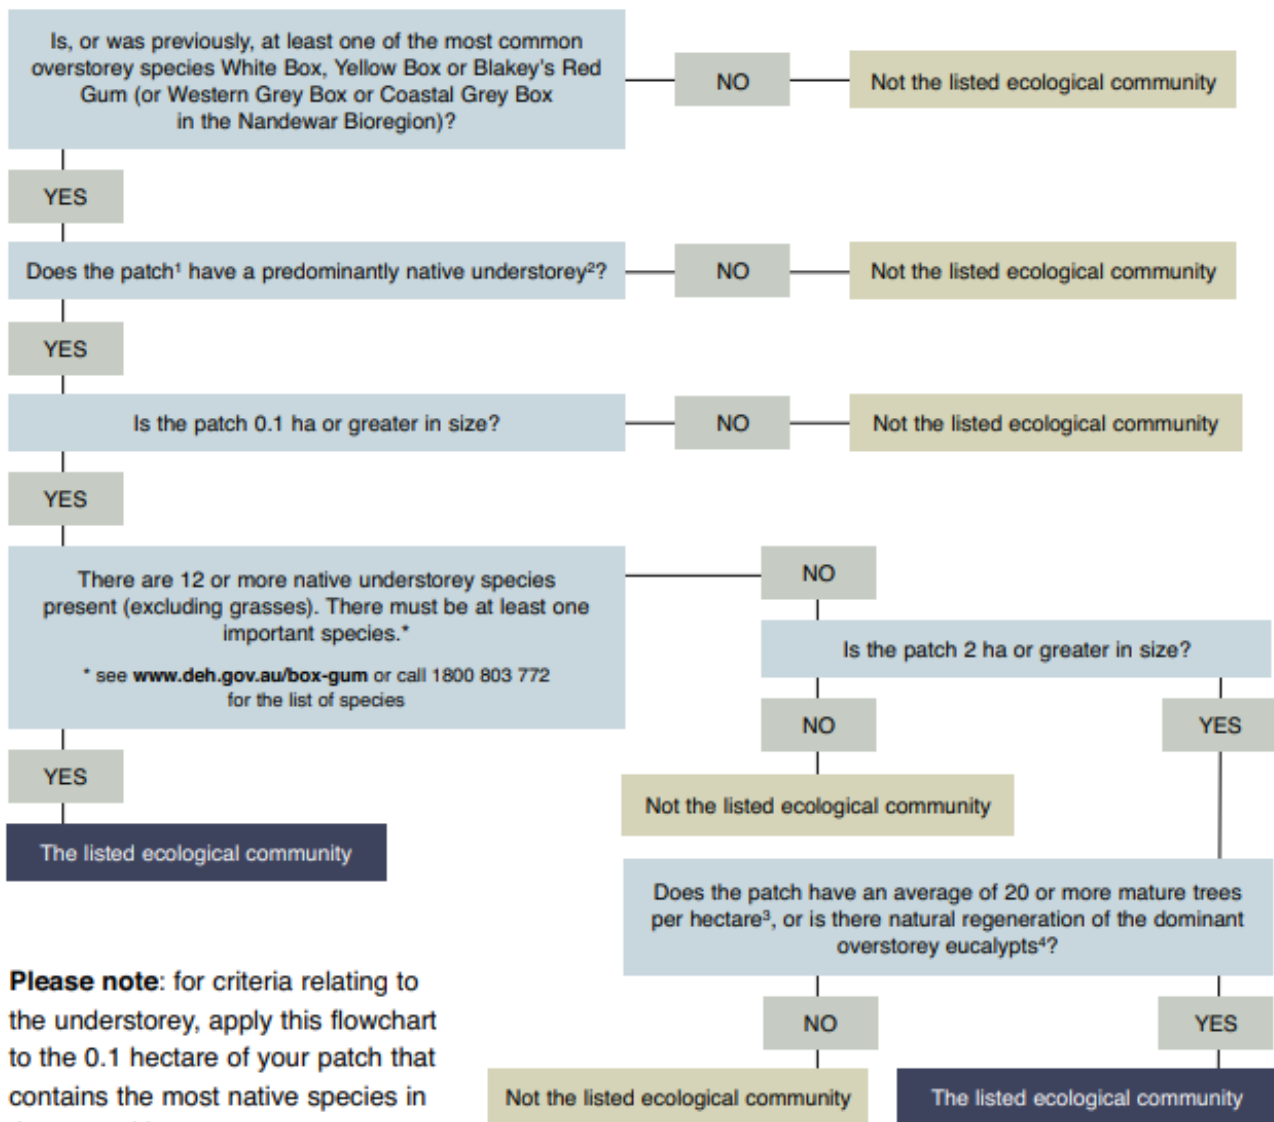 Is, or was previously, at least one of the most common
overstorey species White Box, Yellow Box or Blakey's Red
Gum (or Western Grey Box or Coastal Grey Box
in the Nandewar Bioregion)?
NO
Not the listed ecological community
YES
Does the patch¹ have a predominantly native understorey²?
NO
Not the listed ecological community
YES
Is the patch 0.1 ha or greater in size?
NO
Not the listed ecological community
YES
There are 12 or more native understorey species
present (excluding grasses). There must be at least one
important species.*
* see www.deh.gov.au/box-gum or call 1800 803 772
for the list of species
NO
Is the patch 2 ha or greater in size?
NO
YES
YES
Not the listed ecological community
The listed ecological community
Does the patch have an average of 20 or more mature trees
per hectare³, or is there natural regeneration of the dominant
overstorey eucalypts⁴?
NO
YES
Not the listed ecological community
The listed ecological community
Please note: for criteria relating to
the understorey, apply this flowchart
to the 0.1 hectare of your patch that
contains the most native species in